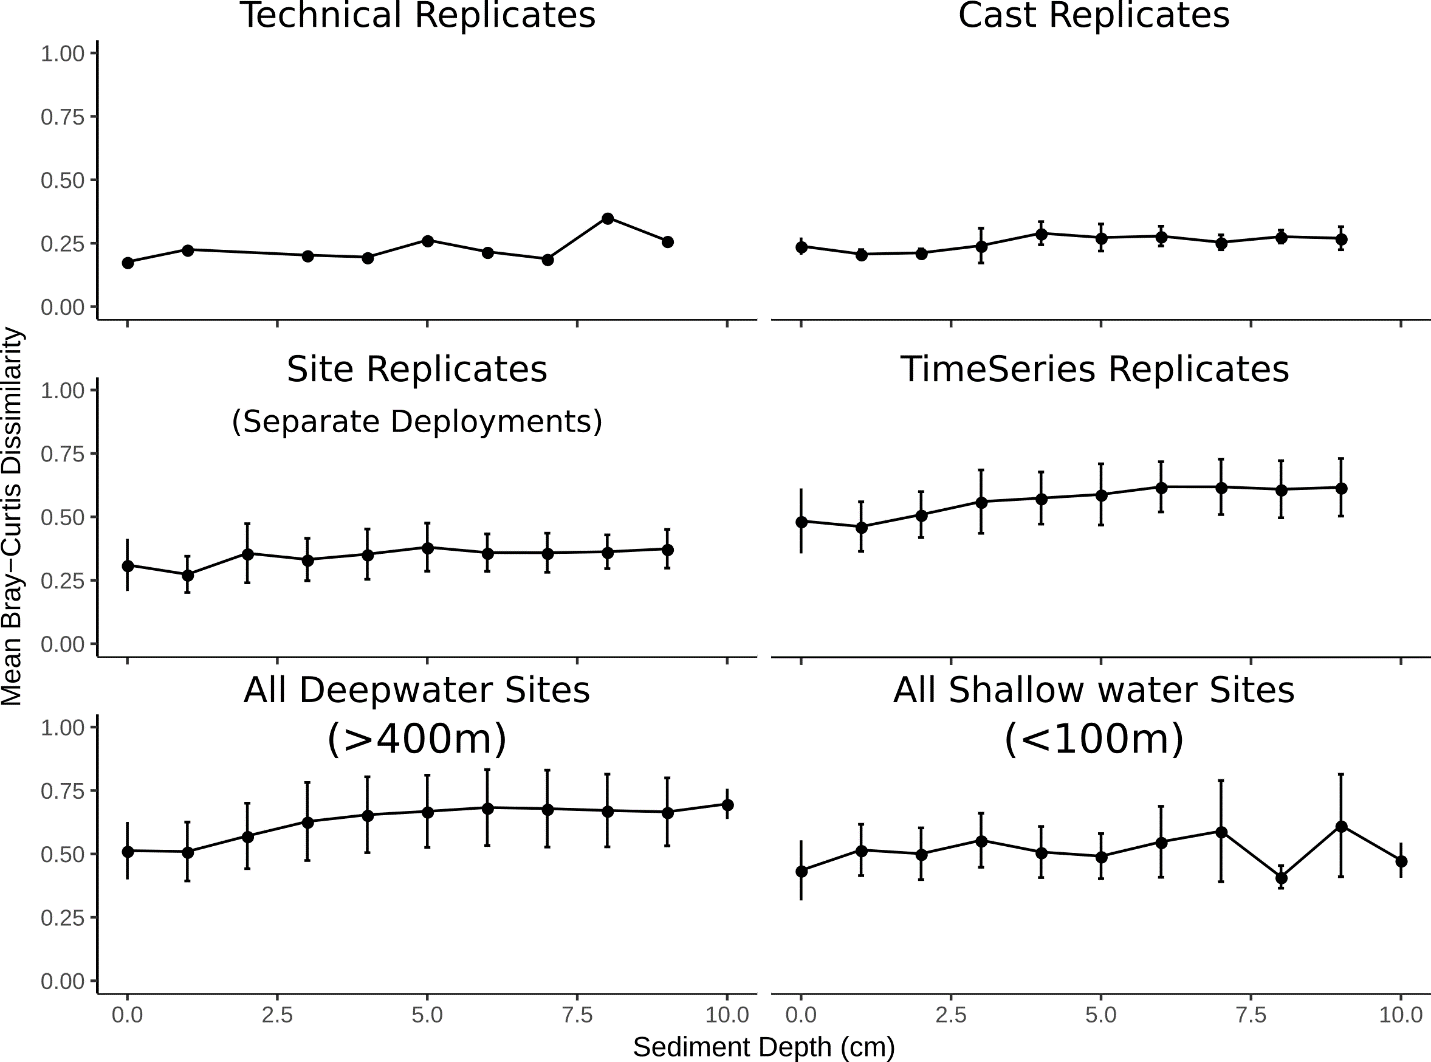 Technical Replicates
Cast Replicates
1.00
0.75
0.50
0.25
0.00
Mean Bray−Curtis Dissimilarity
Site Replicates
(Separate Deployments)
TimeSeries Replicates
1.00
0.75
0.50
0.25
0.00
All Deepwater Sites
(>400m)
All Shallow water Sites
(<100m)
1.00
0.75
0.50
0.25
0.00
0.0 2.5 5.0 7.5 10.0
0.0 2.5 5.0 7.5 10.0
Sediment Depth (cm)